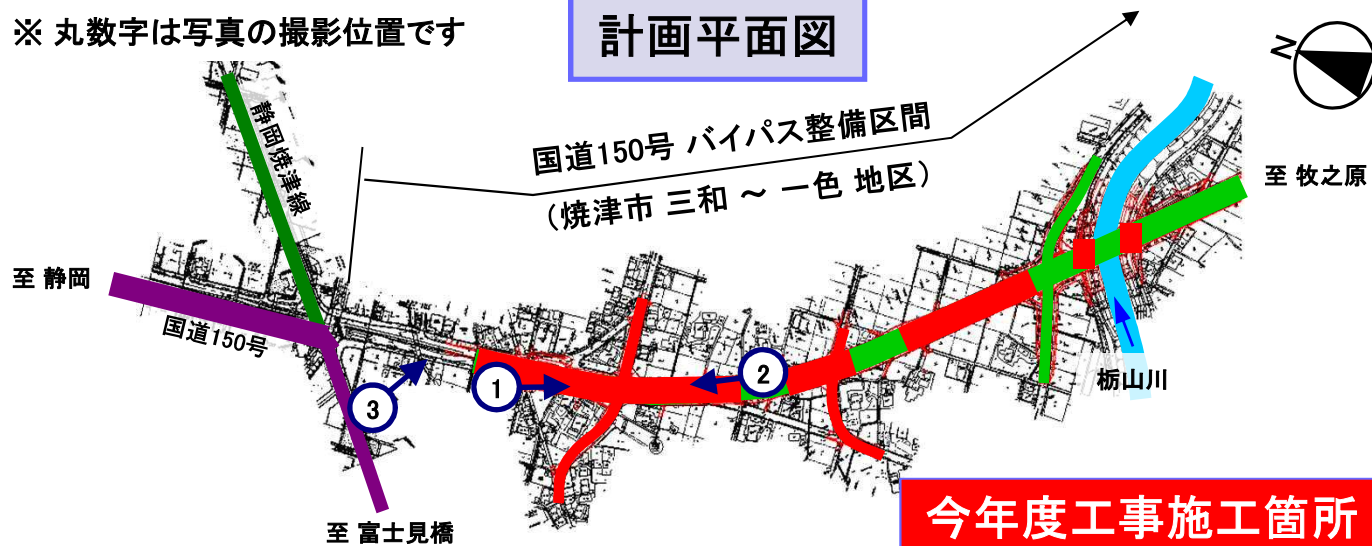 ※ 丸数字は写真の撮影位置です
計画平面図
N
静岡焼津線
国道150号 バイパス整備区間
(焼津市 三和 ～ 一色 地区)
至 牧之原
至 静岡
国道150号
1
2
3
栃山川
至 富士見橋
今年度工事施工箇所